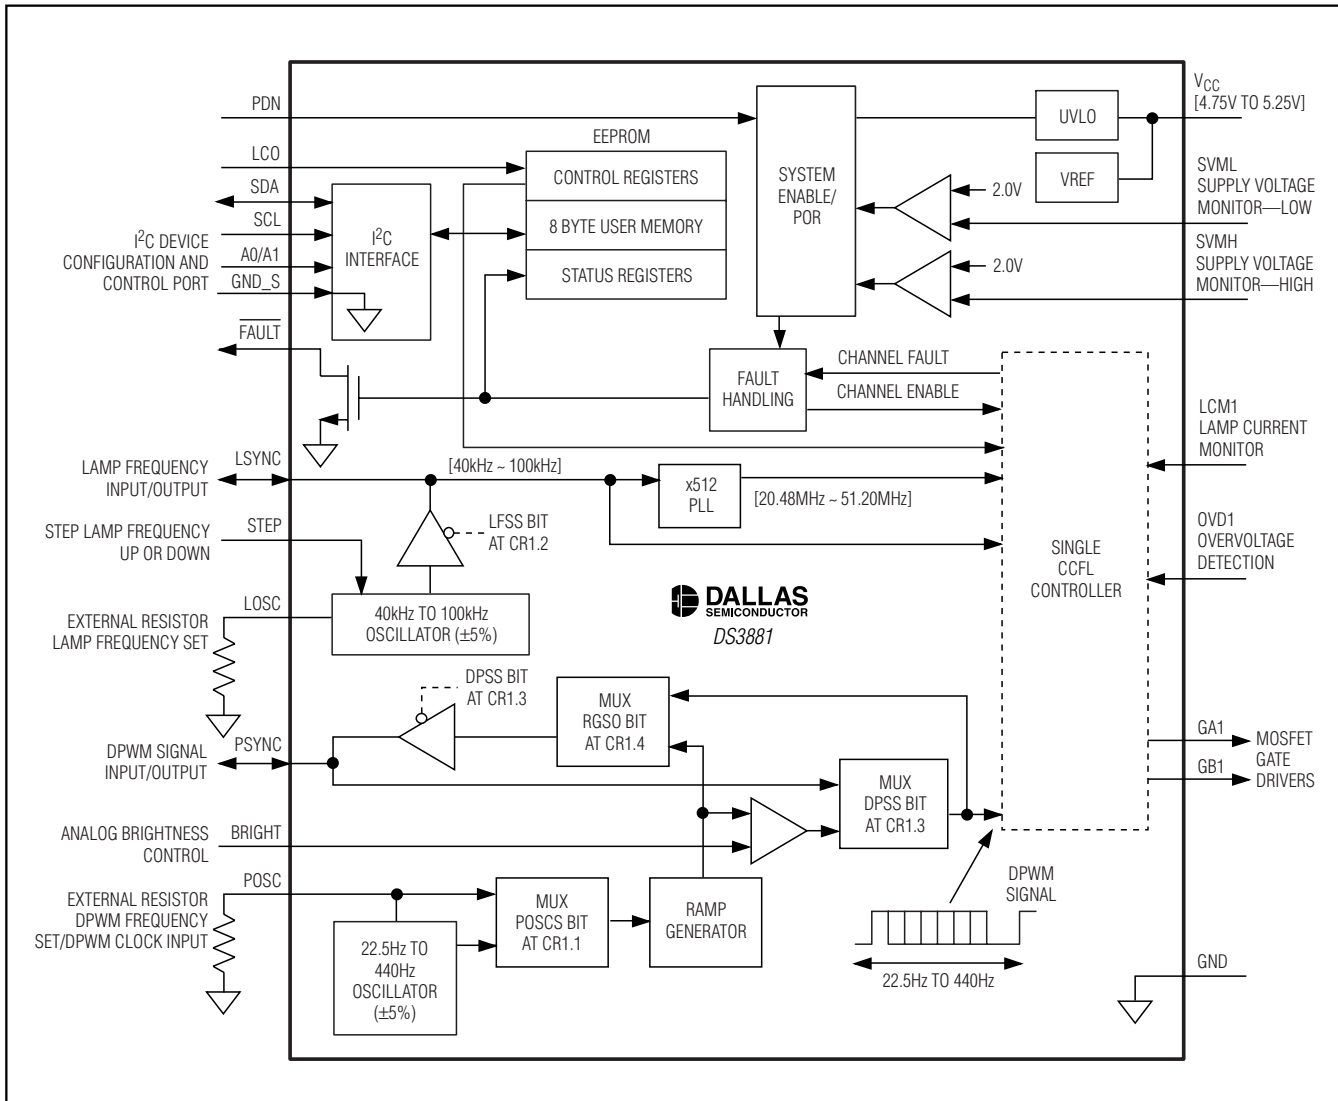 PDN
LCO
SDA
SCL
I2C DEVICE
CONFIGURATION AND
CONTROL PORT
A0/A1
GND_S
FAULT
LAMP FREQUENCY
INPUT/OUTPUT
LSYNC
STEP LAMP FREQUENCY
UP OR DOWN
STEP
EXTERNAL RESISTOR
LAMP FREQUENCY SET
LOSC
DPWM SIGNAL
INPUT/OUTPUT
PSYNC
ANALOG BRIGHTNESS
CONTROL
BRIGHT
EXTERNAL RESISTOR
DPWM FREQUENCY
SET/DPWM CLOCK INPUT
POSC
I2C
INTERFACE
EEPROM
CONTROL REGISTERS
8 BYTE USER MEMORY
STATUS REGISTERS
SYSTEM
ENABLE/
POR
UVLO
VREF
2.0V
2.0V
FAULT
HANDLING
CHANNEL FAULT
CHANNEL ENABLE
[40kHz ~ 100kHz]
x512
PLL
[20.48MHz ~ 51.20MHz]
LFSS BIT
AT CR1.2
40kHz TO 100kHz
OSCILLATOR (±5%)
DALLAS
SEMICONDUCTOR
DS3881
SINGLE
CCFL
CONTROLLER
DPSS BIT
AT CR1.3
MUX
RGSO BIT
AT CR1.4
MUX
DPSS BIT
AT CR1.3
22.5Hz TO
440Hz
OSCILLATOR
(±5%)
MUX
POSCS BIT
AT CR1.1
RAMP
GENERATOR
DPWM
SIGNAL
22.5Hz TO 440Hz
VCC
[4.75V TO 5.25V]
SVML
SUPPLY VOLTAGE
MONITOR—LOW
SVMH
SUPPLY VOLTAGE
MONITOR—HIGH
LCM1
LAMP CURRENT
MONITOR
OVD1
OVERVOLTAGE
DETECTION
GA1
GB1
MOSFET
GATE
DRIVERS
GND